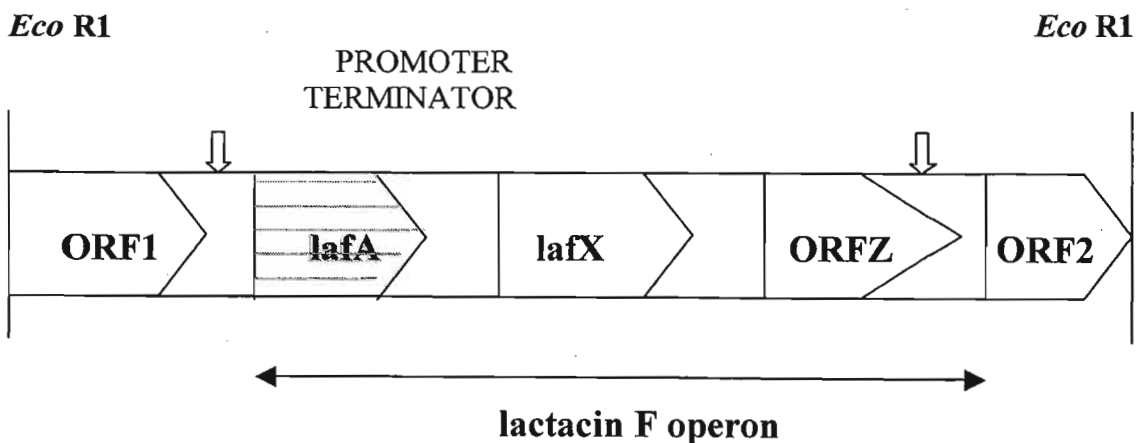 Eco R1
Eco R1
PROMOTER
TERMINATOR
ORF1
lafA
lafX
ORFZ
ORF2
lactacin F operon